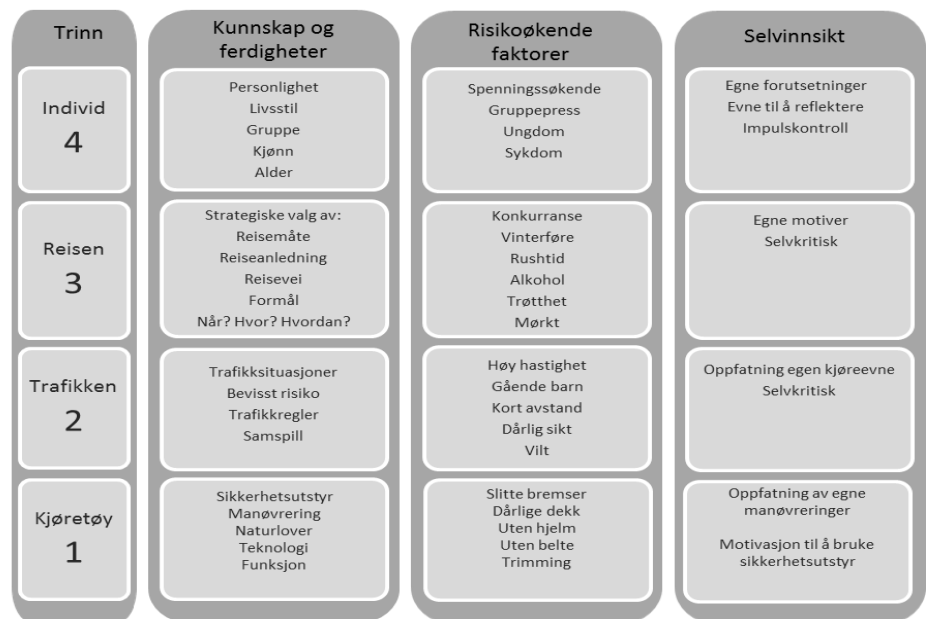 Trinn
Kunnskap og
ferdigheter
Risikoøkende
faktorer
Selvinnsikt
Individ
4
Personlighet
Livsstil
Gruppe
Kjønn
Alder
Spenningssøkende
Gruppepress
Ungdom
Sykdom
Egne forutsetninger
Evne til å reflektere
Impulskontroll
Reisen
3
Strategiske valg av:
Reisemåte
Reiseanledning
Reisevei
Formål
Når? Hvor? Hvordan?
Konkurranse
Vinterføre
Rushtid
Alkohol
Trøtthet
Mørkt
Egne motiver
Selvkritisk
Trafikken
2
Trafikksituasjoner
Bevisst risiko
Trafikkregler
Samspill
Høy hastighet
Gående barn
Kort avstand
Dårlig sikt
Vilt
Oppfatning egen kjøreevne
Selvkritisk
Kjøretøy
1
Sikkerhetsutstyr
Manøvrering
Naturlover
Teknologi
Funksjon
Slitte bremser
Dårlige dekk
Uten hjelm
Uten belte
Trimming
Oppfatning av egne
manøvreringer
Motivasjon til å bruke
sikkerhetsutstyr